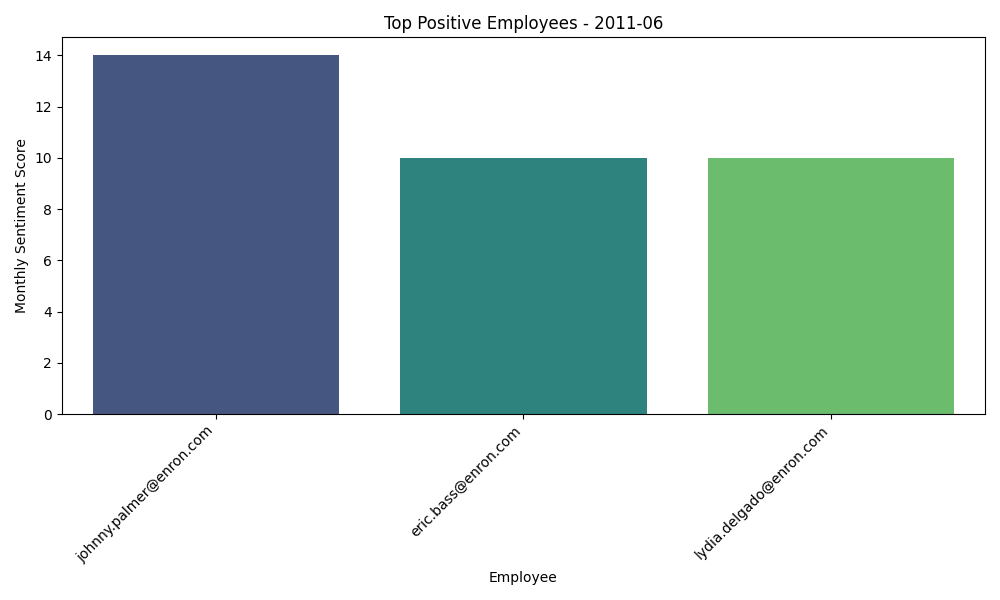 Top Positive Employees - 2011-06
Monthly Sentiment Score
14
12
10
8
6
4
2
0
johnny.palmer@enron.com
eric.bass@enron.com
lydia.delgado@enron.com
Employee